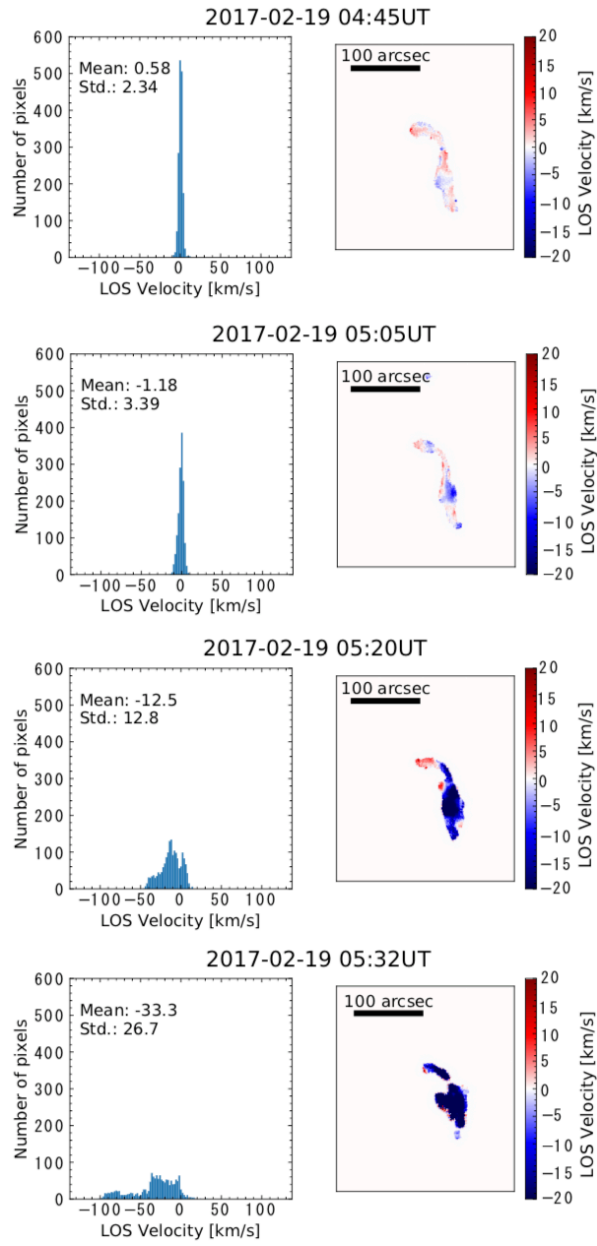 2017-02-19 04:45UT
600
500
400
300
200
100
0
Number of pixels
Mean: 0.58
Std.: 2.34
−100 −50 0 50 100
LOS Velocity [km/s]
100 arcsec
20
15
10
5
0
−5
−10
−15
−20
LOS Velocity [km/s]
2017-02-19 05:05UT
600
500
400
300
200
100
0
Number of pixels
Mean: -1.18
Std.: 3.39
−100 −50 0 50 100
LOS Velocity [km/s]
100 arcsec
20
15
10
5
0
−5
−10
−15
−20
LOS Velocity [km/s]
2017-02-19 05:20UT
600
500
400
300
200
100
0
Number of pixels
Mean: -12.5
Std.: 12.8
−100 −50 0 50 100
LOS Velocity [km/s]
100 arcsec
20
15
10
5
0
−5
−10
−15
−20
LOS Velocity [km/s]
2017-02-19 05:32UT
600
500
400
300
200
100
0
Number of pixels
Mean: -33.3
Std.: 26.7
−100 −50 0 50 100
LOS Velocity [km/s]
100 arcsec
20
15
10
5
0
−5
−10
−15
−20
LOS Velocity [km/s]